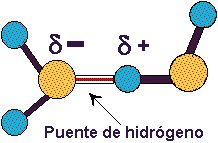 δ- δ+
Puente de hidrógeno